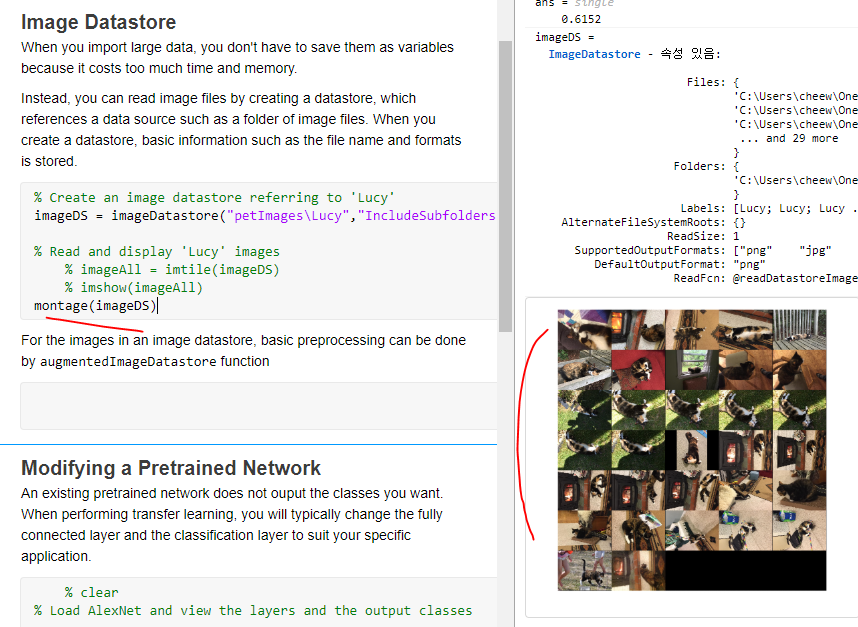 Image Datastore
When you import large data, you don't have to save them as variables
because it costs too much time and memory.
Instead, you can read image files by creating a datastore, which
references a data source such as a folder of image files. When you
create a datastore, basic information such as the file name and formats
is stored.
% Create an image datastore referring to 'Lucy'
imageDS = imageDatastore("petImages\Lucy","IncludeSubfolders
% Read and display 'Lucy' images
% imageAll = imtile(imageDS)
% imshow(imageAll)
montage(imageDS)
For the images in an image datastore, basic preprocessing can be done
by augmentedImageDatastore function
Modifying a Pretrained Network
An existing pretrained network does not ouput the classes you want.
When performing transfer learning, you will typically change the fully
connected layer and the classification layer to suit your specific
application.
% clear
% Load AlexNet and view the layers and the output classes
ans = single
0.6152
imageDS =
ImageDatastore - 속성 있음:
Files: {
'C:\Users\cheew\One
'C:\Users\cheew\One
'C:\Users\cheew\One
... and 29 more
}
Folders: {
'C:\Users\cheew\One
}
Labels: [Lucy; Lucy; Lucy .
AlternateFileSystemRoots: {}
ReadSize: 1
SupportedOutputFormats: ["png" "jpg"
DefaultOutputFormat: "png"
ReadFcn: @readDatastoreImage